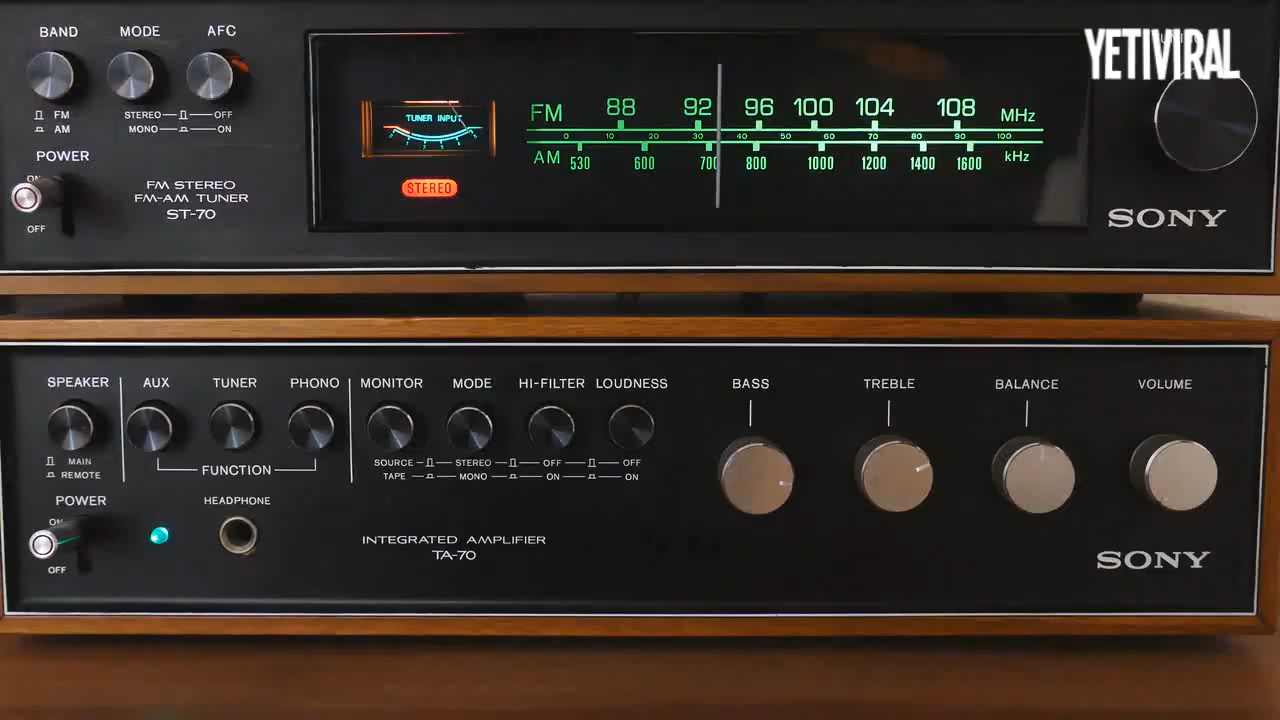 BAND MODE AFC
YETIVIRAL
FM 88 92 96 100 104 108 MHz
TUNER INPUT
FM STEREO OFF
AM MONO ON
0 10 20 30 40 50 60 70 80 90 100
AM 530 600 700 800 1000 1200 1400 1600 kHz
POWER
ON
STEREO
FM STEREO
FM-AM TUNER
ST-70
OFF
SONY
SPEAKER AUX TUNER PHONO MONITOR MODE HI-FILTER LOUDNESS BASS TREBLE BALANCE VOLUME
MAIN SOURCE STEREO OFF OFF
REMOTE FUNCTION TAPE MONO ON ON
POWER HEADPHONE
ON
INTEGRATED AMPLIFIER
TA-70
OFF
SONY